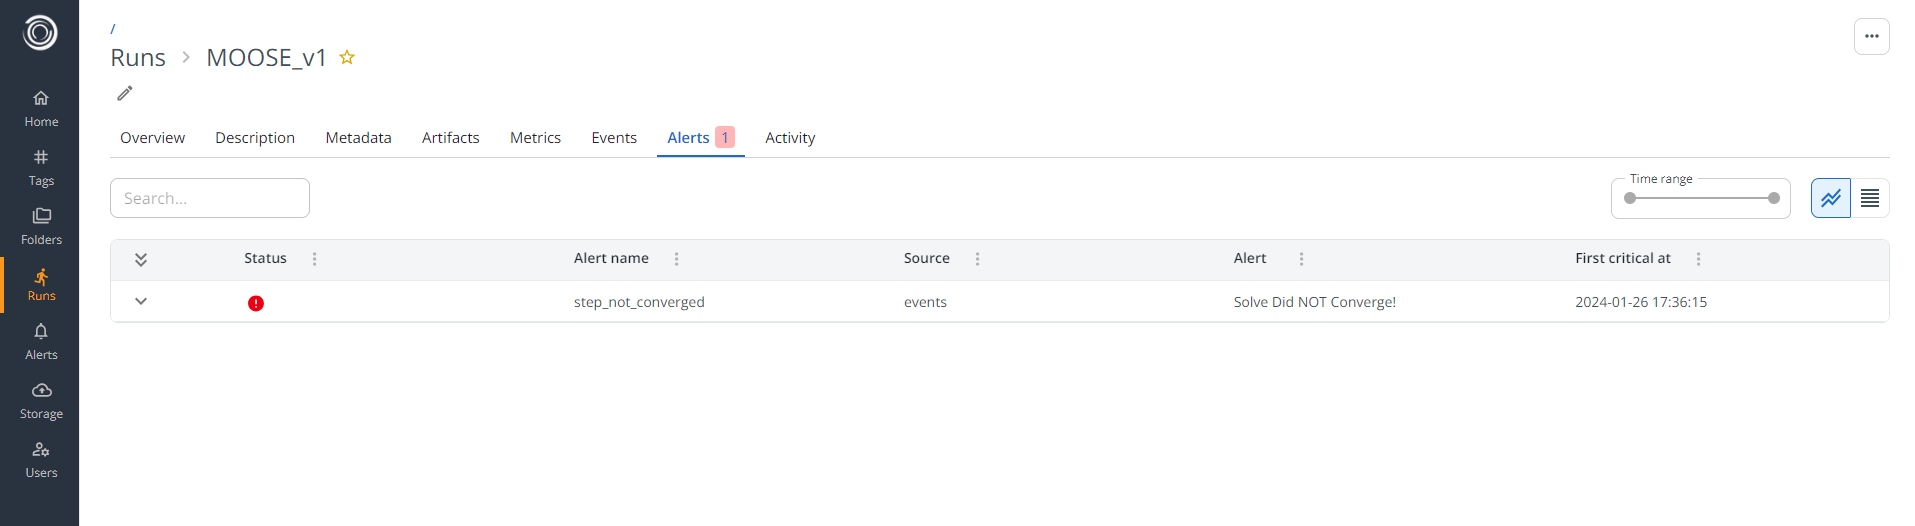 /
Runs > MOOSE_v1
Overview Description Metadata Artifacts Metrics Events Alerts 1 Activity
Search...
Time range
Status Alert name Source Alert First critical at
step_not_converged events Solve Did NOT Converge! 2024-01-26 17:36:15
Home
Tags
Folders
Runs
Alerts
Storage
Users